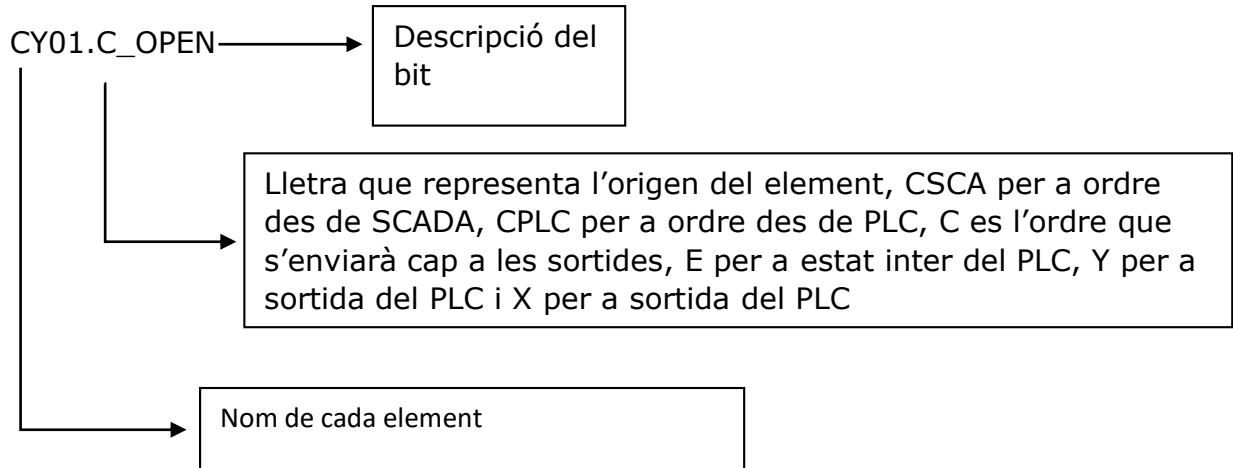 CY01.C_OPEN
Descripció del
bit
Lletra que representa l’origen del element, CSCA per a ordre
des de SCADA, CPLC per a ordre des de PLC, C es l’ordre que
s’enviarà cap a les sortides, E per a estat inter del PLC, Y per a
sortida del PLC i X per a sortida del PLC
Nom de cada element